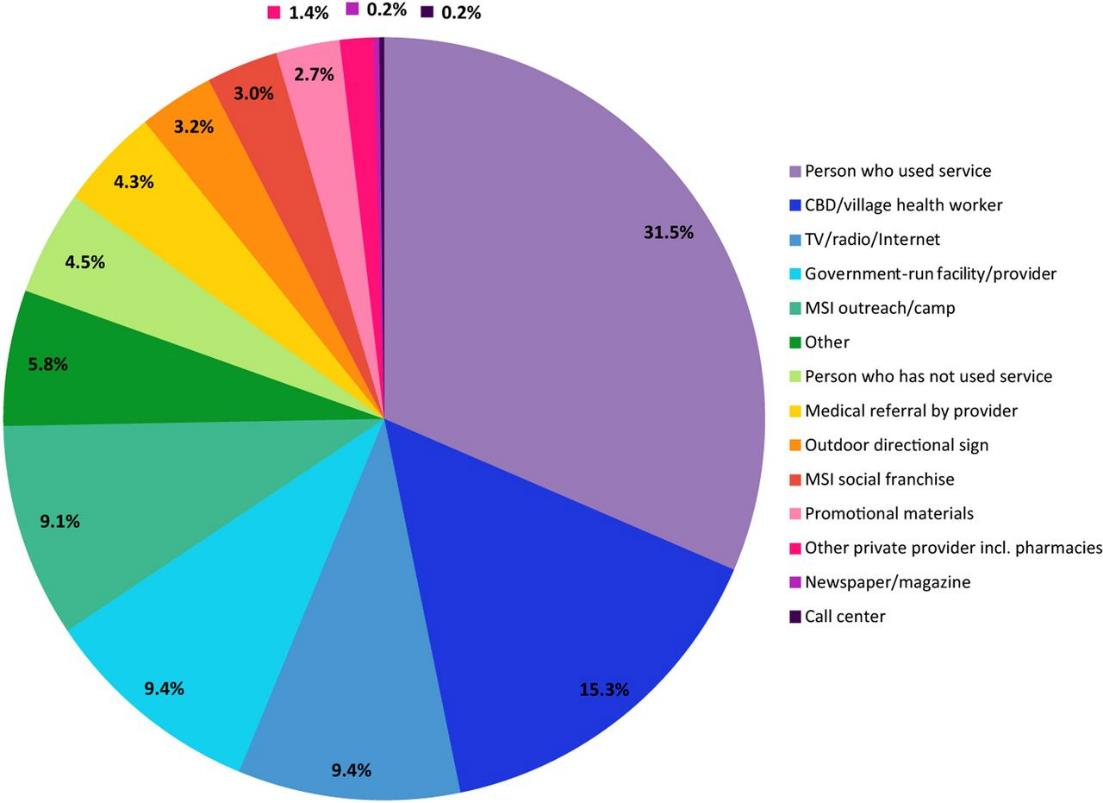 1.4% 0.2% 0.2%
2.7%
3.0%
3.2%
4.3%
31.5%
4.5%
5.8%
9.1%
9.4%
15.3%
9.4%
Person who used service
CBD/village health worker
TV/radio/Internet
Government-run facility/provider
MSI outreach/camp
Other
Person who has not used service
Medical referral by provider
Outdoor directional sign
MSI social franchise
Promotional materials
Other private provider incl. pharmacies
Newspaper/magazine
Call center